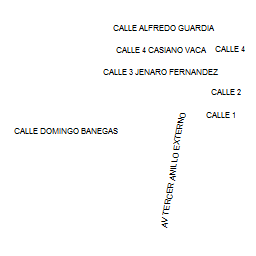 CALLE ALFREDO GUARDIA
CALLE 4 CASIANO VACA
CALLE 4
CALLE 3 JENARO FERNANDEZ
CALLE 2
CALLE 1
CALLE DOMINGO BANEGAS
AV TERCER ANILLO EXTERNO